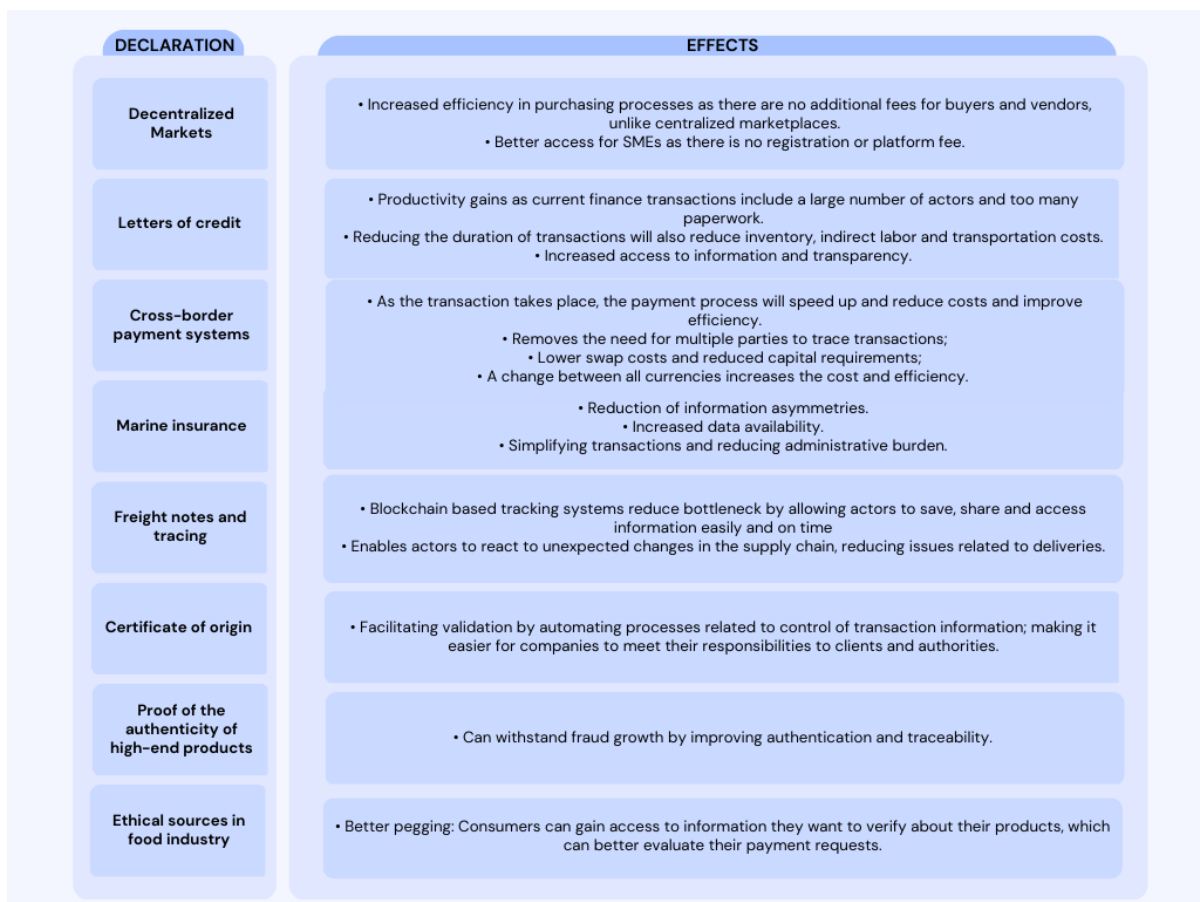 DECLARATION
EFFECTS
Decentralized
Markets
• Increased efficiency in purchasing processes as there are no additional fees for buyers and vendors,
unlike centralized marketplaces.
• Better access for SMEs as there is no registration or platform fee.
Letters of credit
• Productivity gains as current finance transactions include a large number of actors and too many
paperwork.
• Reducing the duration of transactions will also reduce inventory, indirect labor and transportation costs.
• Increased access to information and transparency.
Cross-border
payment systems
• As the transaction takes place, the payment process will speed up and reduce costs and improve
efficiency.
• Removes the need for multiple parties to trace transactions;
• Lower swap costs and reduced capital requirements;
• A change between all currencies increases the cost and efficiency.
Marine insurance
• Reduction of information asymmetries.
• Increased data availability.
• Simplifying transactions and reducing administrative burden.
Freight notes and
tracing
• Blockchain based tracking systems reduce bottleneck by allowing actors to save, share and access
information easily and on time
• Enables actors to react to unexpected changes in the supply chain, reducing issues related to deliveries.
Certificate of origin
• Facilitating validation by automating processes related to control of transaction information; making it
easier for companies to meet their responsibilities to clients and authorities.
Proof of the
authenticity of
high-end products
• Can withstand fraud growth by improving authentication and traceability.
Ethical sources in
food industry
• Better pegging: Consumers can gain access to information they want to verify about their products, which
can better evaluate their payment requests.